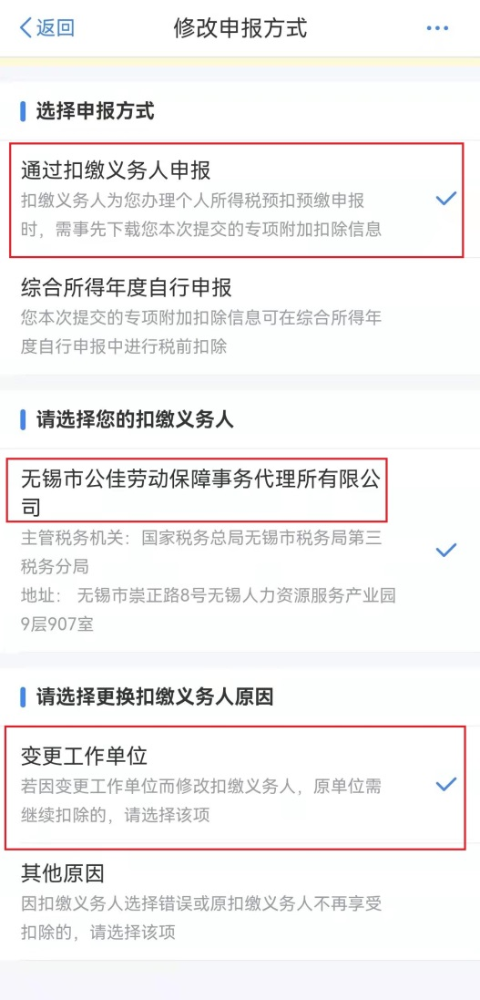 返回
修改申报方式
选择申报方式
通过扣缴义务人申报
扣缴义务人为您办理个人所得税预扣预缴申报
时，需事先下载您本次提交的专项附加扣除信息
综合所得年度自行申报
您本次提交的专项附加扣除信息可在综合所得年
度自行申报中进行税前扣除
请选择您的扣缴义务人
无锡市公佳劳动保障事务代理所有限公
司
主管税务机关：国家税务总局无锡市税务局第三
税务分局
地址： 无锡市崇正路8号无锡人力资源服务产业园
9层907室
请选择更换扣缴义务人原因
变更工作单位
若因变更工作单位而修改扣缴义务人，原单位需
继续扣除的，请选择该项
其他原因
因扣缴义务人选择错误或原扣缴义务人不再享受
扣除的，请选择该项